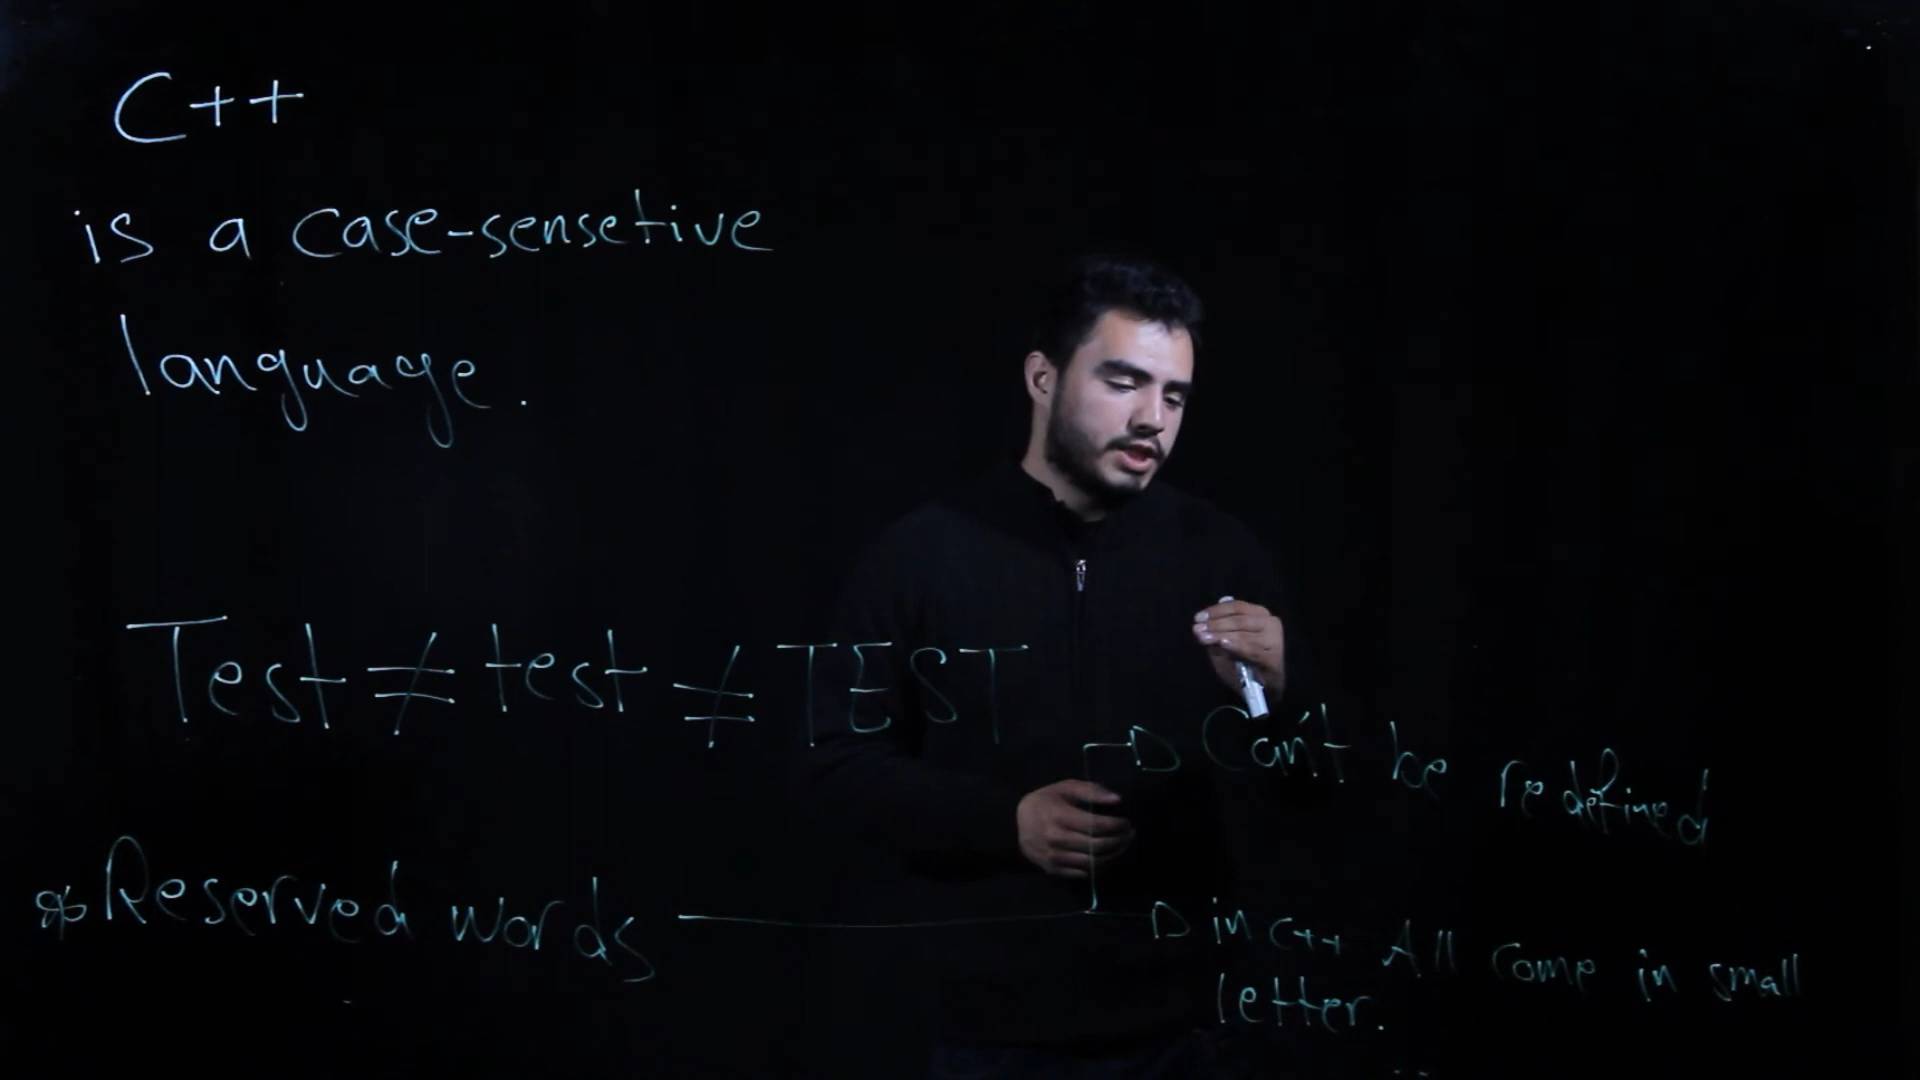 C++
is a case-sensetive
language.
Test ≠ test ≠ TEST
Can't be redefined
* Reserved words
in C++ All come in small
letter.